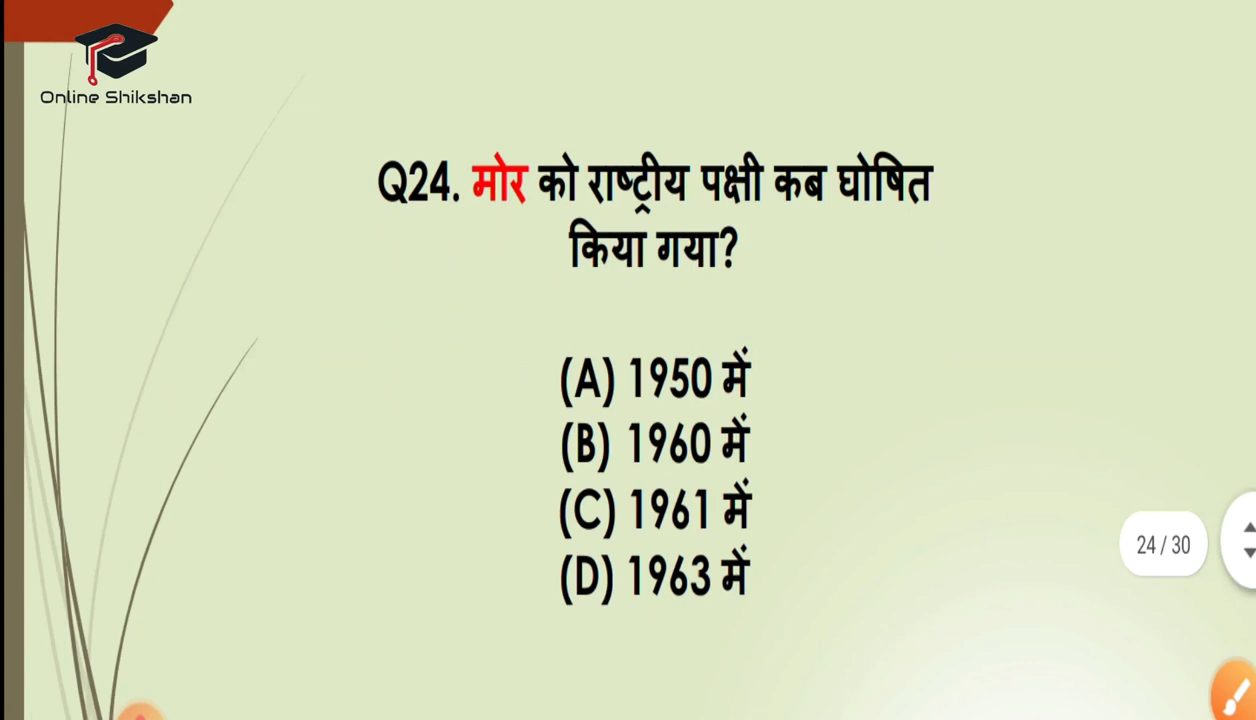 Online Shikshan
Q24. मोर को राष्ट्रीय पक्षी कब घोषित
किया गया?
(A) 1950 में
(B) 1960 में
(C) 1961 में
(D) 1963 में
24 / 30